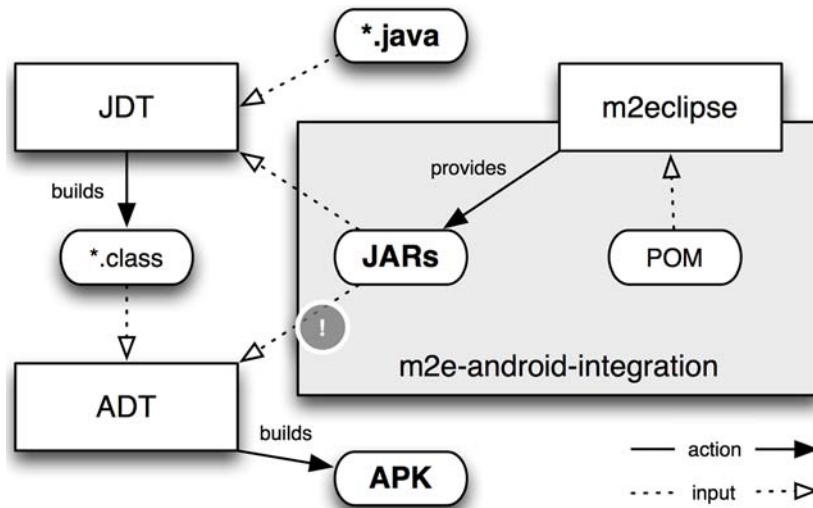 *.java
JDT
m2eclipse
builds
provides
*.class
JARs
POM
!
m2e-android-integration
ADT
builds
APK
action
input